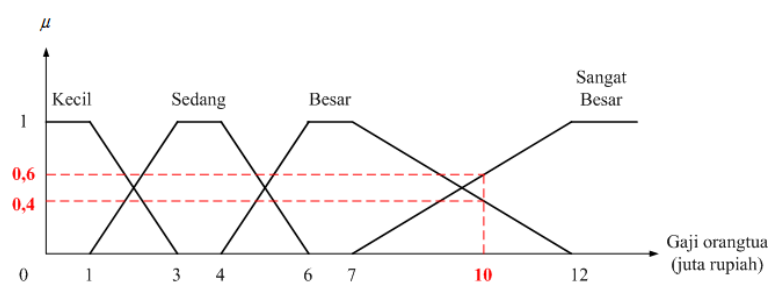 μ
Kecil
Sedang
Besar
Sangat
Besar
1
0,6
0,4
Gaji orangtua
(juta rupiah)
0
1
3
4
6
7
10
12